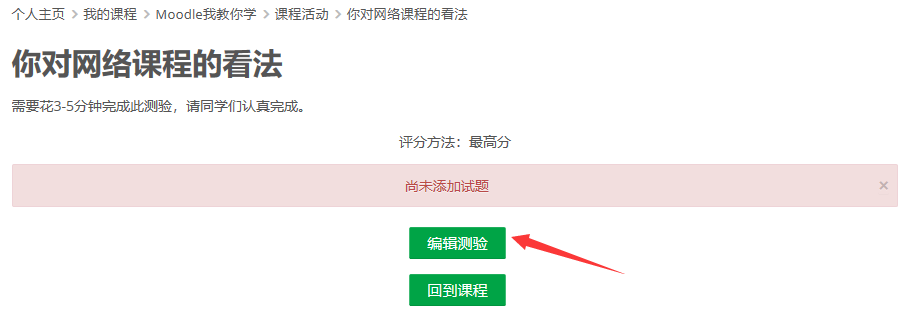 个人主页 > 我的课程 > Moodle我教你学 > 课程活动 > 你对网络课程的看法
你对网络课程的看法
需要花3-5分钟完成此测验，请同学们认真完成。
评分方法：最高分
尚未添加试题 ×
编辑测验
回到课程